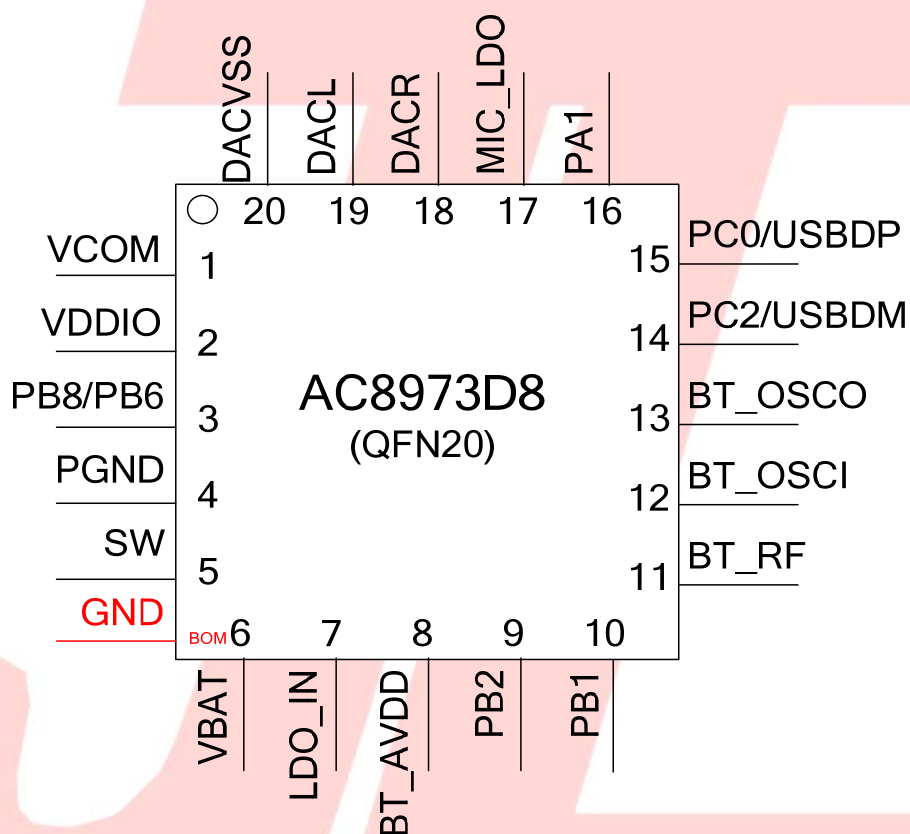 DACVSS
DACL
DACR
MIC_LDO
PA1
20
19
18
17
16
VCOM
1
VDDIO
2
PB8/PB6
3
PGND
4
SW
5
GND
BOM
AC8973D8
(QFN20)
15
PC0/USBDP
14
PC2/USBDM
13
BT_OSCO
12
BT_OSCI
11
BT_RF
6
7
8
9
10
VBAT
LDO_IN
BT_AVDD
PB2
PB1